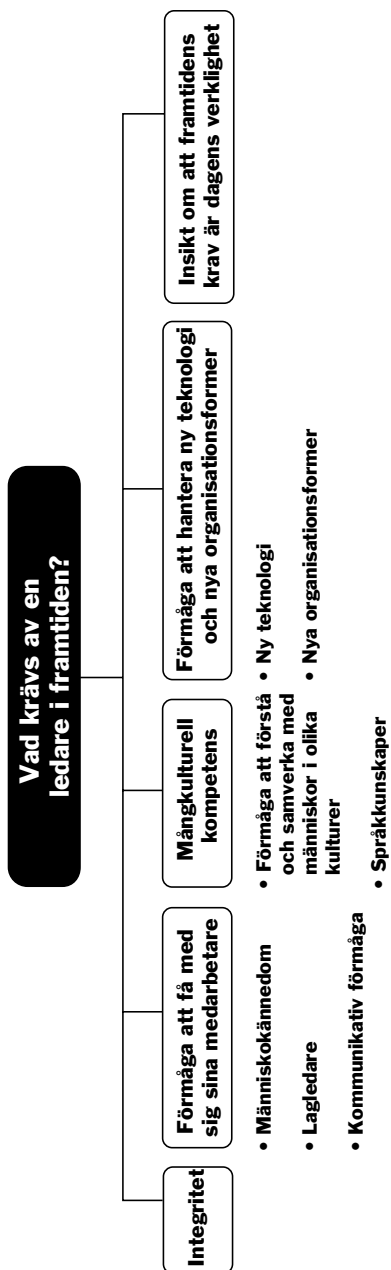 Vad krävs av en
ledare i framtiden?
Integritet
Förmåga att få med
sig sina medarbetare
• Människokännedom
• Lagledare
• Kommunikativ förmåga
Mångkulturell
kompetens
• Förmåga att förstå
och samverka med
människor i olika
kulturer
• Språkkunskaper
Förmåga att hantera ny teknologi
och nya organisationsformer
• Ny teknologi
• Nya organisationsformer
Insikt om att framtidens
krav är dagens verklighet